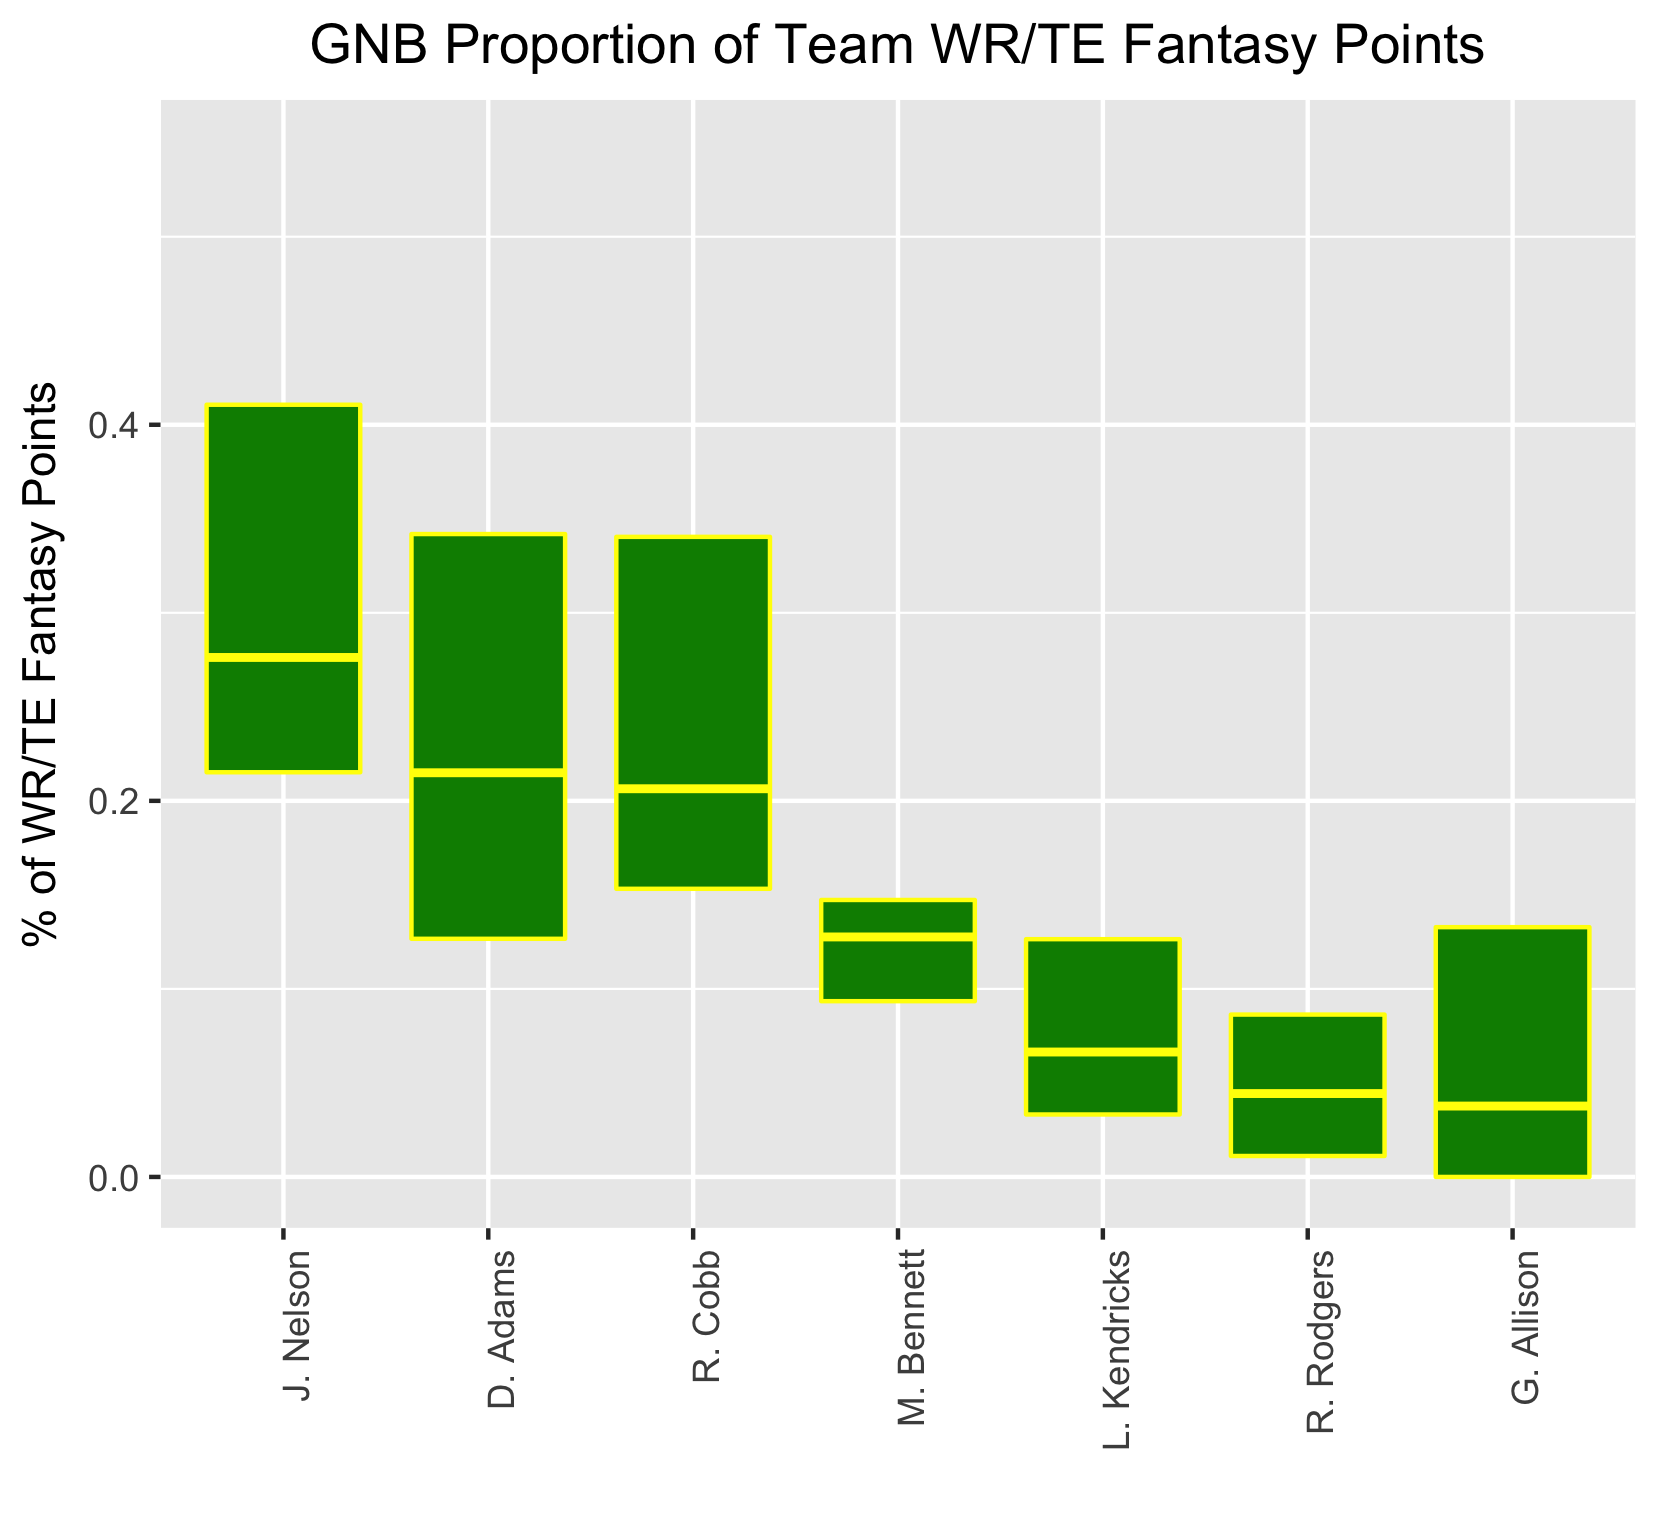 GNB Proportion of Team WR/TE Fantasy Points
% of WR/TE Fantasy Points
0.4
0.2
0.0
J. Nelson
D. Adams
R. Cobb
M. Bennett
L. Kendricks
R. Rodgers
G. Allison